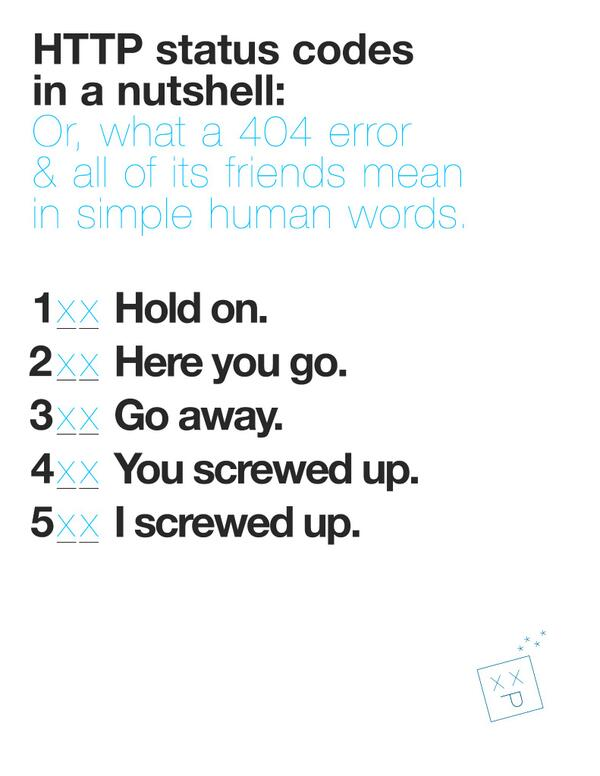 HTTP status codes
in a nutshell:
Or, what a 404 error
& all of its friends mean
in simple human words.
1xx Hold on.
2xx Here you go.
3xx Go away.
4xx You screwed up.
5xx I screwed up.